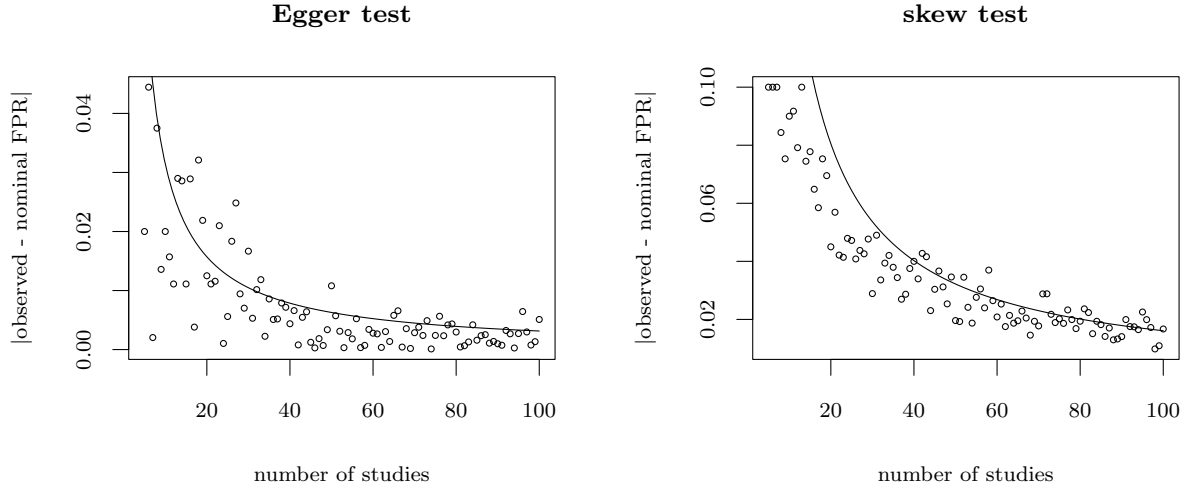 Egger test
|observed - nominal FPR|
0.04
0.02
0.00
20 40 60 80 100
number of studies
skew test
|observed - nominal FPR|
0.10
0.06
0.02
20 40 60 80 100
number of studies